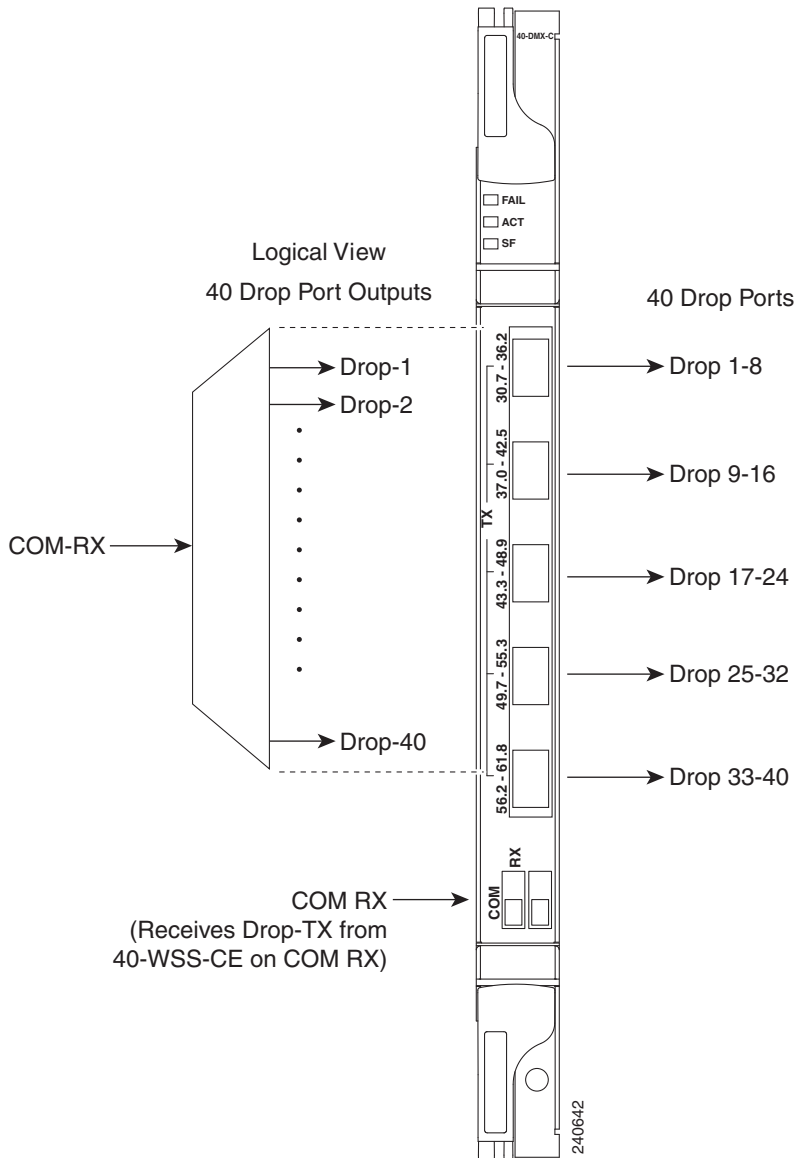 40-DMX-C
FAIL
ACT
SF
Logical View
40 Drop Port Outputs
40 Drop Ports
Drop-1
Drop-2
Drop-40
COM-RX
TX
30.7 - 36.2
37.0 - 42.5
43.3 - 48.9
49.7 - 55.3
56.2 - 61.8
Drop 1-8
Drop 9-16
Drop 17-24
Drop 25-32
Drop 33-40
RX
COM
COM RX
(Receives Drop-TX from
40-WSS-CE on COM RX)
240642